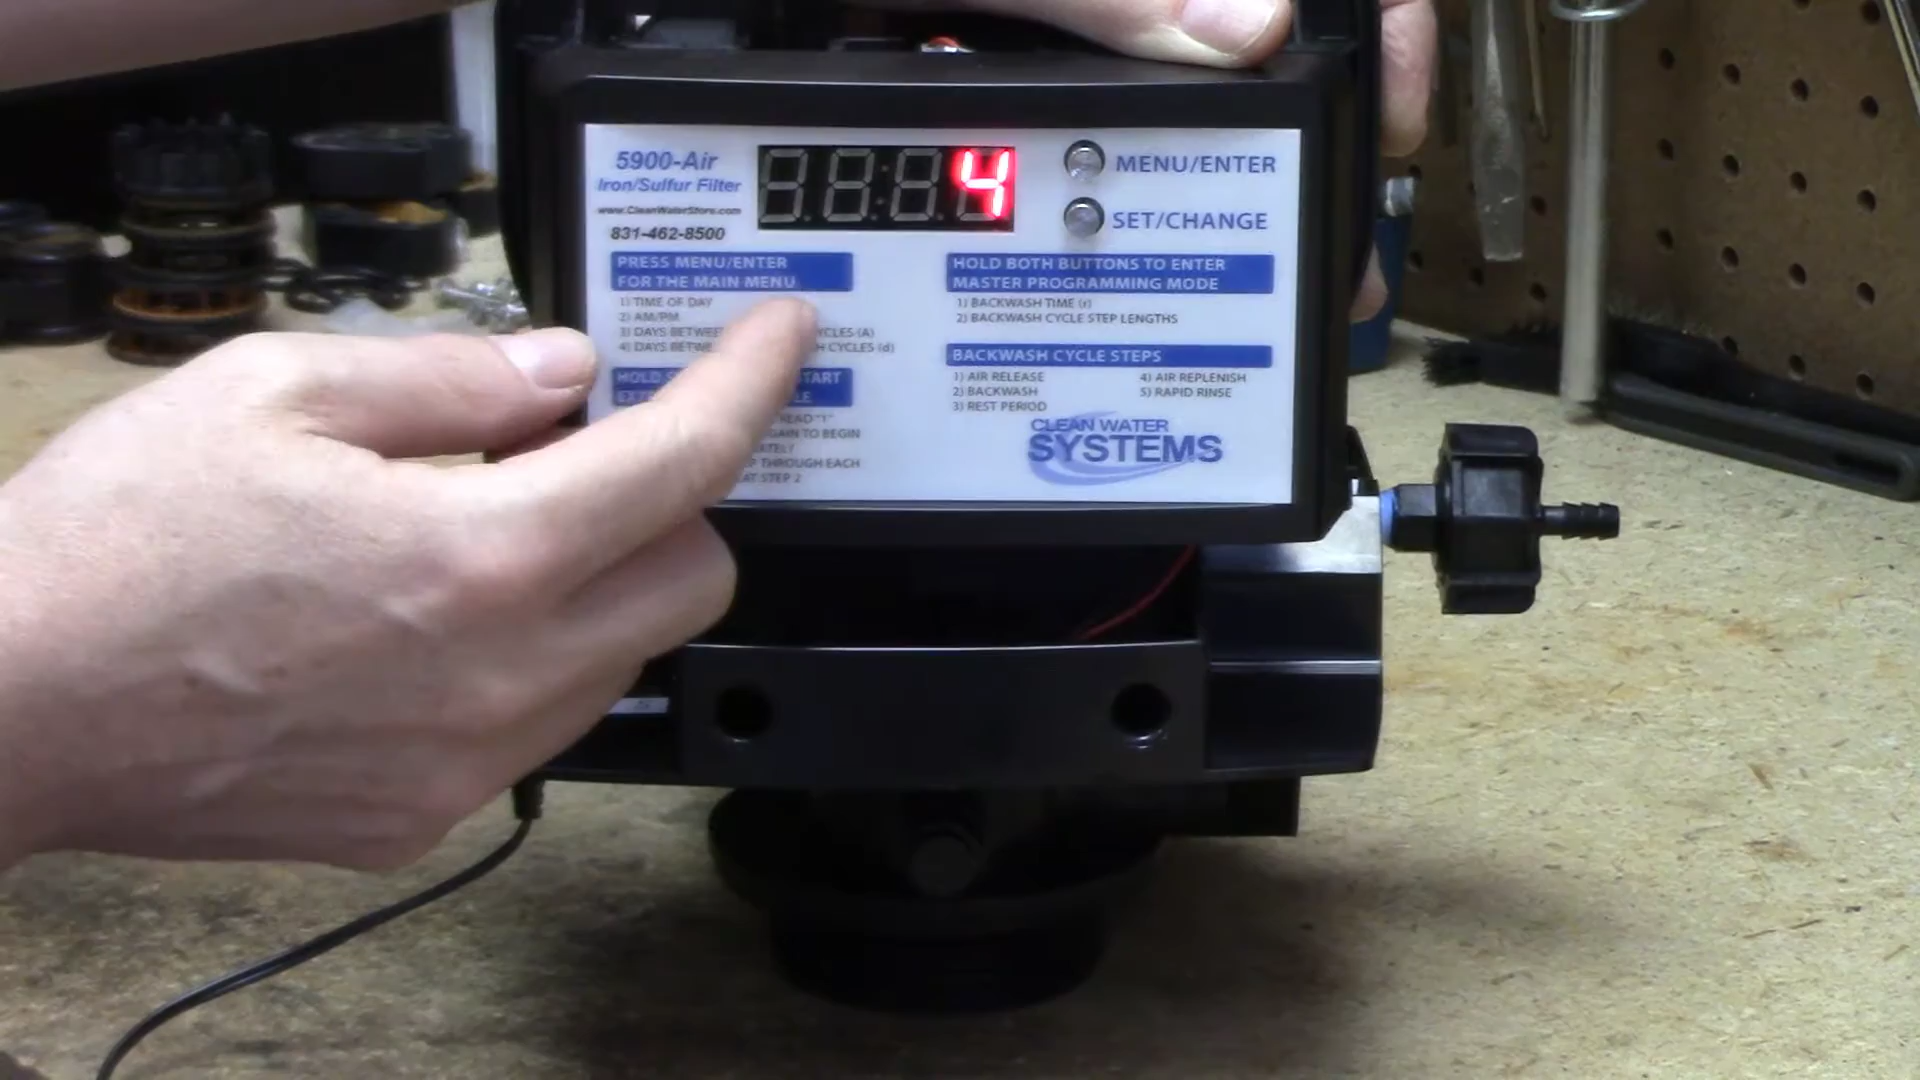 5900-Air
Iron/Sulfur Filter
www.CleanWaterStore.com
831-462-8500
4
MENU/ENTER
SET/CHANGE
PRESS MENU/ENTER
FOR THE MAIN MENU
1) TIME OF DAY
2) AM/PM
3) DAYS CYCLES (A)
4) DAYS CYCLES (d)
HOLD
START
"1"
TO BEGIN
THROUGH EACH
AT STEP 2
HOLD BOTH BUTTONS TO ENTER
MASTER PROGRAMMING MODE
1) BACKWASH TIME (r)
2) BACKWASH CYCLE STEP LENGTHS
BACKWASH CYCLE STEPS
1) AIR RELEASE
2) BACKWASH
3) REST PERIOD
4) AIR REPLENISH
5) RAPID RINSE
CLEAN WATER
SYSTEMS